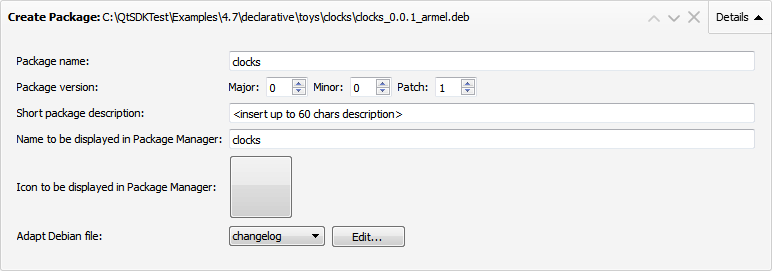 Create Package: C:\QtSDKTest\Examples\4.7\declarative\toys\clocks\clocks_0.0.1_armel.deb Details
Package name: clocks
Package version: Major: 0 Minor: 0 Patch: 1
Short package description: <insert up to 60 chars description>
Name to be displayed in Package Manager: clocks
Icon to be displayed in Package Manager:
Adapt Debian file: changelog Edit...